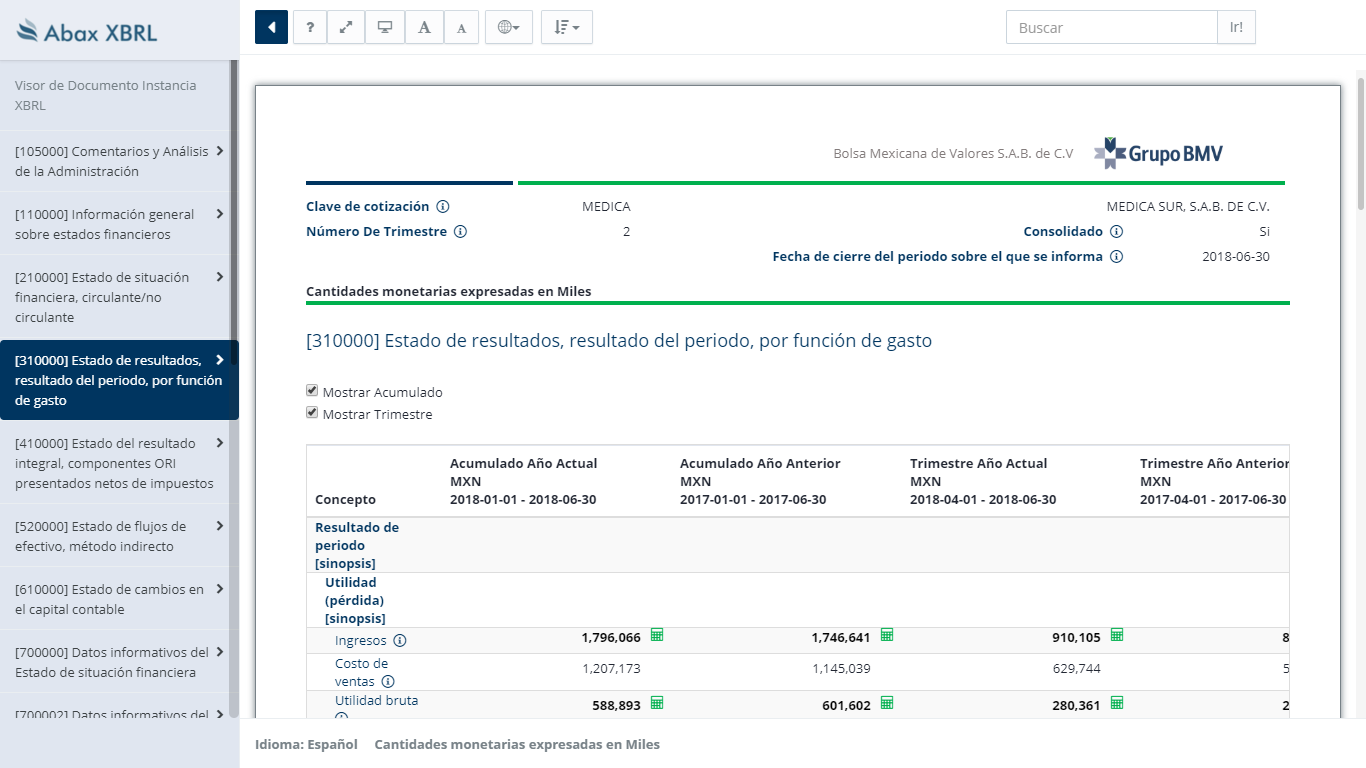 Abax XBRL
? A A
Buscar Ir!
Visor de Documento Instancia
XBRL
[105000] Comentarios y Análisis
de la Administración
[110000] Información general
sobre estados financieros
[210000] Estado de situación
financiera, circulante/no
circulante
[310000] Estado de resultados,
resultado del periodo, por función
de gasto
[410000] Estado del resultado
integral, componentes ORI
presentados netos de impuestos
[520000] Estado de flujos de
efectivo, método indirecto
[610000] Estado de cambios en
el capital contable
[700000] Datos informativos del
Estado de situación financiera
[700002] Datos informativos del
Bolsa Mexicana de Valores S.A.B. de C.V Grupo BMV
Clave de cotización MEDICA MEDICA SUR, S.A.B. DE C.V.
Número De Trimestre 2 Consolidado Si
Fecha de cierre del periodo sobre el que se informa 2018-06-30
Cantidades monetarias expresadas en Miles
[310000] Estado de resultados, resultado del periodo, por función de gasto
Mostrar Acumulado
Mostrar Trimestre
Acumulado Año Actual Acumulado Año Anterior Trimestre Año Actual Trimestre Año Anterior
MXN MXN MXN MXN
Concepto 2018-01-01 - 2018-06-30 2017-01-01 - 2017-06-30 2018-04-01 - 2018-06-30 2017-04-01 - 2017-06-30
Resultado de
periodo
[sinopsis]
Utilidad
(pérdida)
[sinopsis]
Ingresos 1,796,066 1,746,641 910,105 8
Costo de
ventas 1,207,173 1,145,039 629,744 5
Utilidad bruta 588,893 601,602 280,361 2
Idioma: Español Cantidades monetarias expresadas en Miles